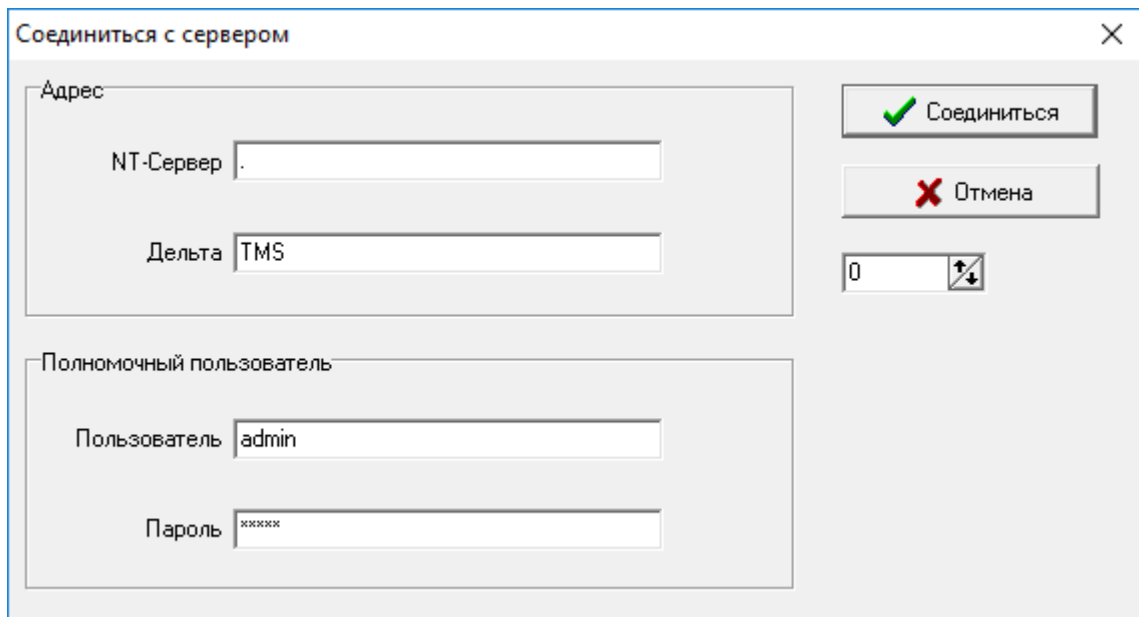 Соединиться с сервером
Адрес
NT-Сервер .
Дельта TMS
Соединиться
Отмена
0
Полномочный пользователь
Пользователь admin
Пароль *****